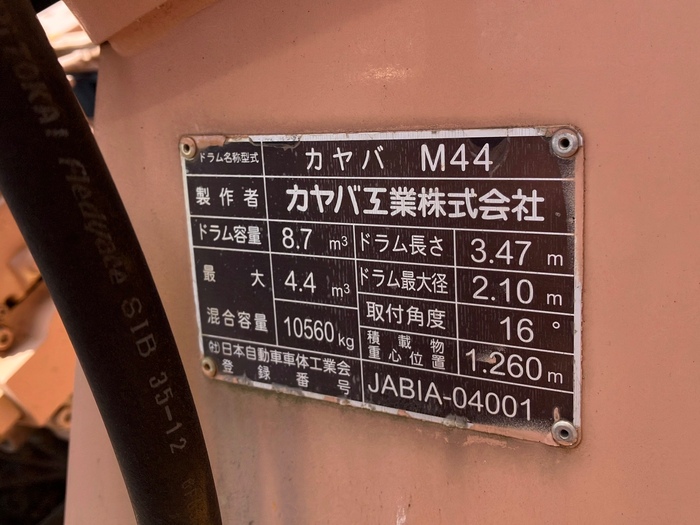 ドラム名称型式 カヤバ M44
製作者 カヤバ工業株式会社
ドラム容量 8.7 m³ ドラム長さ 3.47 m
最大混合容量 4.4 m³ ドラム最大径 2.10 m
10560 kg 取付角度 16 °
積載物重心位置 1.260 m
(社)日本自動車車体工業会
登録番号 JABIA-04001
SIB 35-12